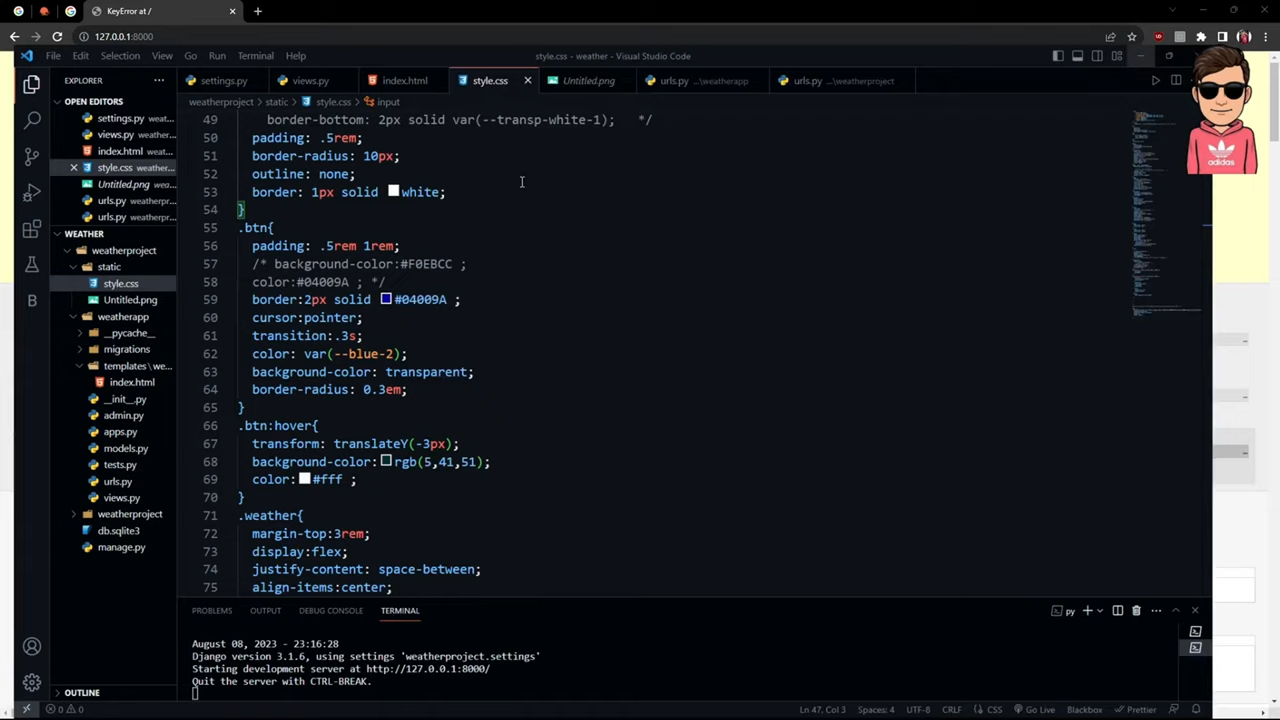 KeyError at /
127.0.0.1:8000
File Edit Selection View Go Run Terminal Help
style.css - weather - Visual Studio Code
EXPLORER
settings.py
views.py
index.html
style.css
Untitled.png
urls.py ...\weatherapp
urls.py ...\weatherproject
weatherproject > static > style.css > input
OPEN EDITORS
settings.py weather...
views.py weather...
index.html weather...
style.css weather...
Untitled.png wea...
urls.py weatherpr...
urls.py weatherpr...
WEATHER
weatherproject
static
style.css
Untitled.png
weatherapp
__pycache__
migrations
templates \ we...
index.html
__init__.py
admin.py
apps.py
models.py
tests.py
urls.py
views.py
weatherproject
db.sqlite3
manage.py
OUTLINE
49 border-bottom: 2px solid var(--trans-white-1); */
50 padding: .5rem;
51 border-radius: 10px;
52 outline: none;
53 border: 1px solid white;
54 }
55 .btn{
56 padding: .5rem 1rem;
57 /* background-color:#EBEBEC ;
58 color:#04009A ; */
59 border:2px solid #04009A ;
60 cursor:pointer;
61 transition:.3s;
62 color: var(--blue-2);
63 background-color: transparent;
64 border-radius: 0.3em;
65 }
66 .btn:hover{
67 transform: translateY(-3px);
68 background-color:rgb(5,41,51);
69 color:#fff ;
70 }
71 .weather{
72 margin-top:3rem;
73 display:flex;
74 justify-content: space-between;
75 align-items:center;
PROBLEMS OUTPUT DEBUG CONSOLE TERMINAL
py
August 08, 2023 - 23:16:28
Django version 3.1.6, using settings 'weatherproject.settings'
Starting development server at http://127.0.0.1:8000/
Quit the server with CTRL-BREAK.
0 0 Ln 47, Col 3 Spaces: 4 UTF-8 CRLF CSS Go Live Blackbox Prettier
adidas